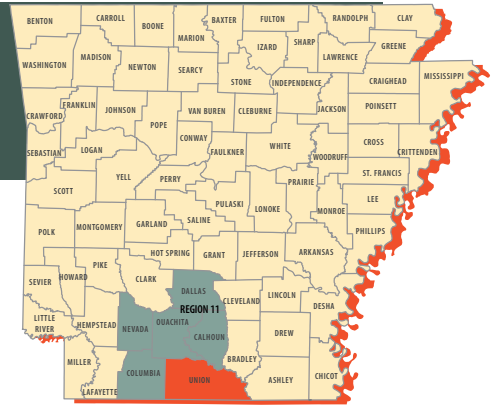 BENTON
CARROLL
BOONE
BAXTER
FULTON
RANDOLPH
CLAY
MARION
IZARD
SHARP
GREENE
LAWRENCE
WASHINGTON
MADISON
NEWTON
SEARCY
STONE
INDEPENDENCE
CRAIGHEAD
MISSISSIPPI
CRAWFORD
FRANKLIN
JOHNSON
POPE
VAN BUREN
CLEBURNE
JACKSON
POINSETT
CONWAY
FAULKNER
WHITE
WOODRUFF
CROSS
CRITTENDEN
SEBASTIAN
LOGAN
ST. FRANCIS
SCOTT
YELL
PERRY
PRAIRIE
LEE
PULASKI
LONOKE
MONROE
POLK
MONTGOMERY
GARLAND
SALINE
PHILLIPS
HOT SPRING
GRANT
JEFFERSON
ARKANSAS
SEVIER
HOWARD
PIKE
CLARK
DALLAS
CLEVELAND
LINCOLN
DESHA
REGION 11
LITTLE
RIVER
HEMPSTEAD
NEVADA
OUACHITA
CALHOUN
DREW
MILLER
COLUMBIA
UNION
BRADLEY
ASHLEY
CHICOT
LAFAYETTE